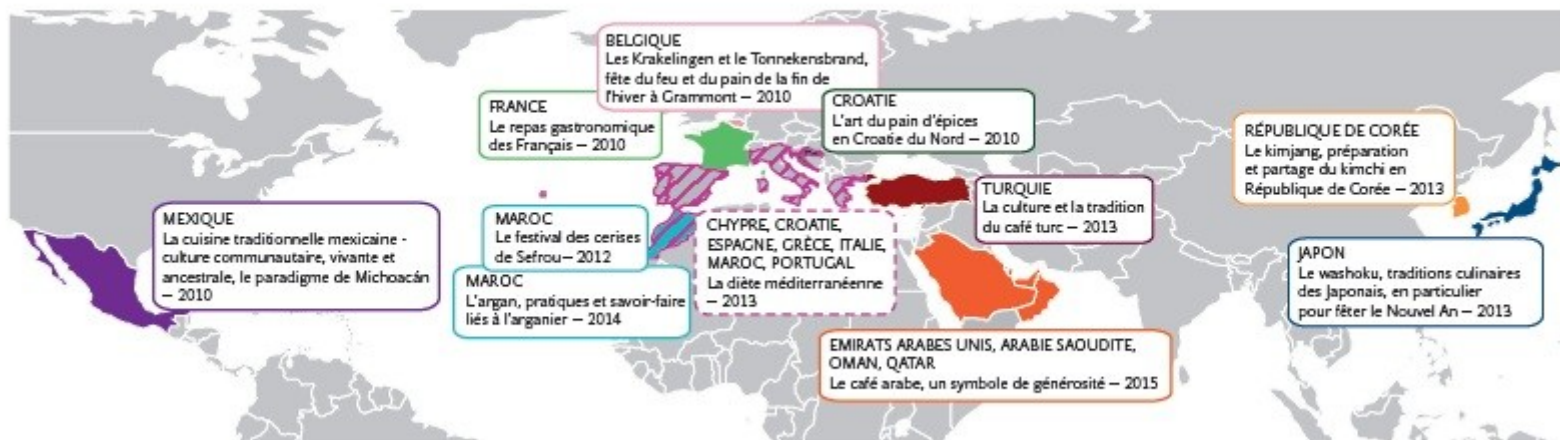 BELGIQUE
Les Krakelingen et le Tonnekensbrand,
fête du feu et du pain de la fin de
l'hiver à Grammont – 2010
FRANCE
Le repas gastronomique
des Français – 2010
CROATIE
L'art du pain d'épices
en Croatie du Nord – 2010
RÉPUBLIQUE DE CORÉE
Le kimjang, préparation
et partage du kimchi en
République de Corée – 2013
MEXIQUE
La cuisine traditionnelle mexicaine -
culture communautaire, vivante et
ancestrale, le paradigme de Michoacán
– 2010
MAROC
Le festival des cerises
de Sefrou– 2012
MAROC
L'argan, pratiques et savoir-faire
liés à l'arganier – 2014
CHYPRE, CROATIE,
ESPAGNE, GRÈCE, ITALIE,
MAROC, PORTUGAL
La diète méditerranéenne
– 2013
TURQUIE
La culture et la tradition
du café turc – 2013
JAPON
Le washoku, traditions culinaires
des Japonais, en particulier
pour fêter le Nouvel An – 2013
EMIRATS ARABES UNIS, ARABIE SAOUDITE,
OMAN, QATAR
Le café arabe, un symbole de générosité – 2015